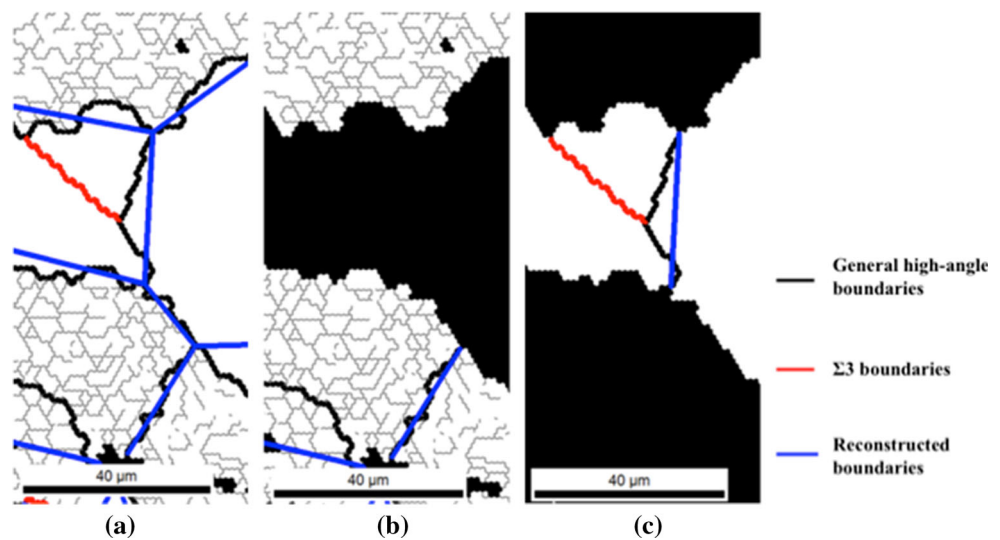 General high-angle
boundaries
Σ3 boundaries
Reconstructed
boundaries
40 µm
40 µm
40 µm
(a)
(b)
(c)